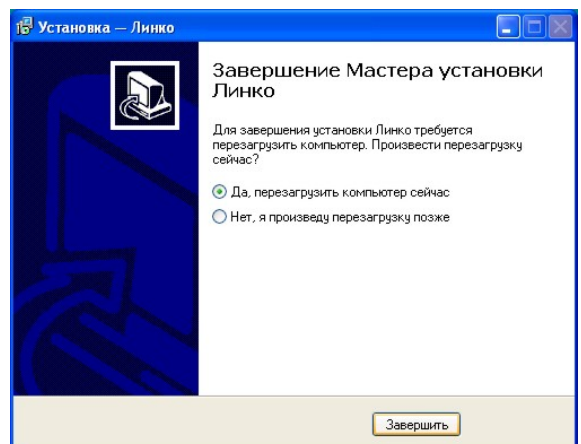 Установка — Линко
Завершение Мастера установки
Линко
Для завершения установки Линко требуется
перезагрузить компьютер. Произвести перезагрузку
сейчас?
Да, перезагрузить компьютер сейчас
Нет, я произведу перезагрузку позже
Завершить